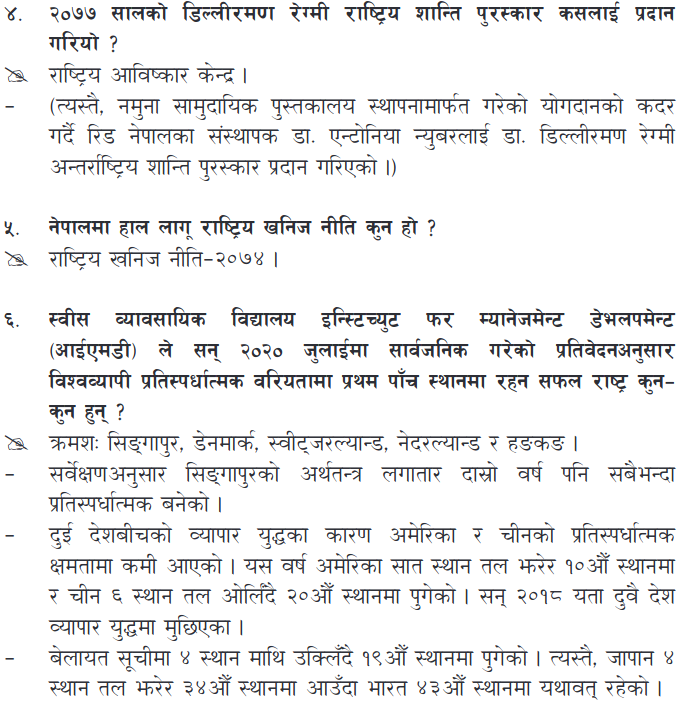 ४. २०७७ सालको डिल्लीरमण रेग्मी राष्ट्रिय शान्ति पुरस्कार कसलाई प्रदान
गरियो ?
राष्ट्रिय आविष्कार केन्द्र ।
- (त्यस्तै, नमुना सामुदायिक पुस्तकालय स्थापनामार्फत गरेको योगदानको कदर
गर्दै रिड नेपालका संस्थापक डा. एन्टोनिया न्युबरलाई डा. डिल्लीरमण रेग्मी
अन्तर्राष्ट्रिय शान्ति पुरस्कार प्रदान गरिएको ।)
५. नेपालमा हाल लागू राष्ट्रिय खनिज नीति कुन हो ?
राष्ट्रिय खनिज नीति-२०७४ ।
६. स्वीस व्यावसायिक विद्यालय इन्स्टिच्युट फर म्यानेजमेन्ट डेभलपमेन्ट
(आईएमडी) ले सन् २०२० जुलाईमा सार्वजनिक गरेको प्रतिवेदनअनुसार
विश्वव्यापी प्रतिस्पर्धात्मक वरियतामा प्रथम पाँच स्थानमा रहन सफल राष्ट्र कुन-
कुन हुन् ?
क्रमशः सिङ्गापुर, डेनमार्क, स्वीट्जरल्यान्ड, नेदरल्यान्ड र हङकङ ।
- सर्वेक्षणअनुसार सिङ्गापुरको अर्थतन्त्र लगातार दास्रो वर्ष पनि सबैभन्दा
प्रतिस्पर्धात्मक बनेको ।
- दुई देशबीचको व्यापार युद्धका कारण अमेरिका र चीनको प्रतिस्पर्धात्मक
क्षमतामा कमी आएको । यस वर्ष अमेरिका सात स्थान तल झरेर १०औँ स्थानमा
र चीन ६ स्थान तल ओर्लिँदै २०औँ स्थानमा पुगेको । सन् २०१८ यता दुवै देश
व्यापार युद्धमा मुछिएका ।
- बेलायत सूचीमा ४ स्थान माथि उक्लिँदै १९औँ स्थानमा पुगेको । त्यस्तै, जापान ४
स्थान तल झरेर ३४औँ स्थानमा आउँदा भारत ४३औँ स्थानमा यथावत् रहेको ।